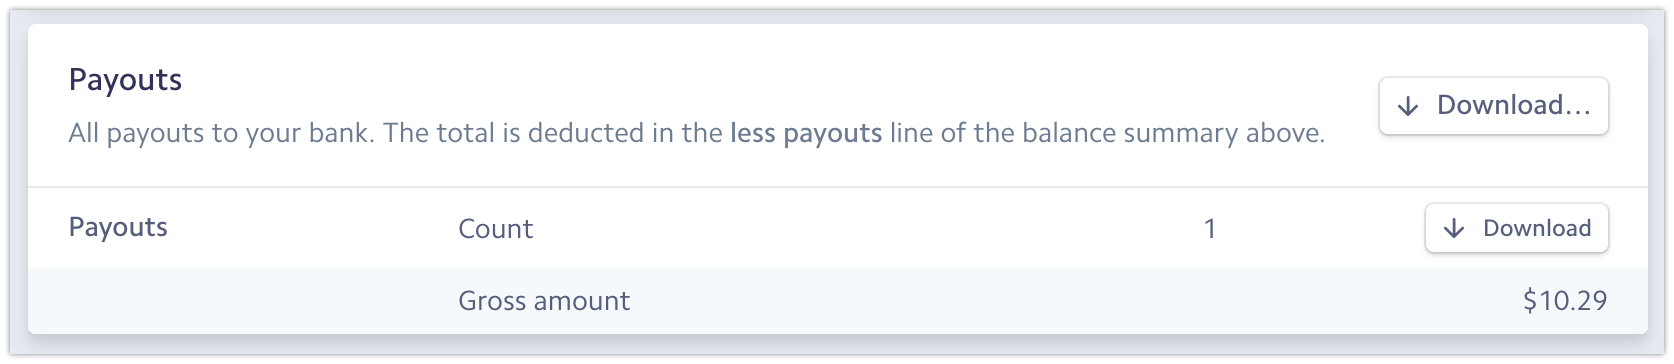 Payouts
All payouts to your bank. The total is deducted in the less payouts line of the balance summary above.
Download...
Payouts Count 1 Download
Gross amount $10.29